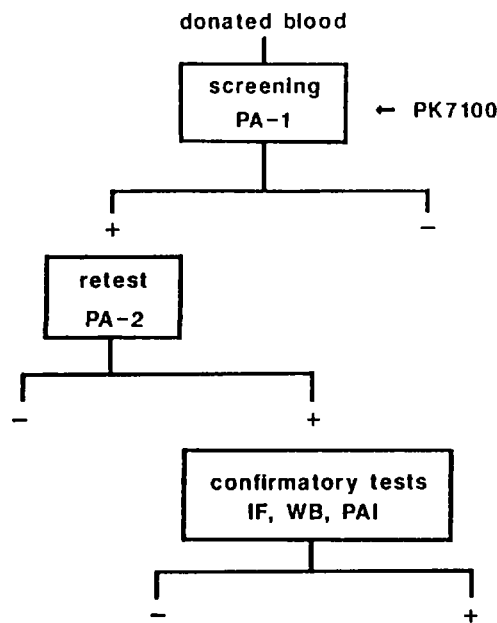 donated blood
screening
PA-1
← PK7100
+
−
retest
PA-2
−
+
confirmatory tests
IF, WB, PAI
−
+